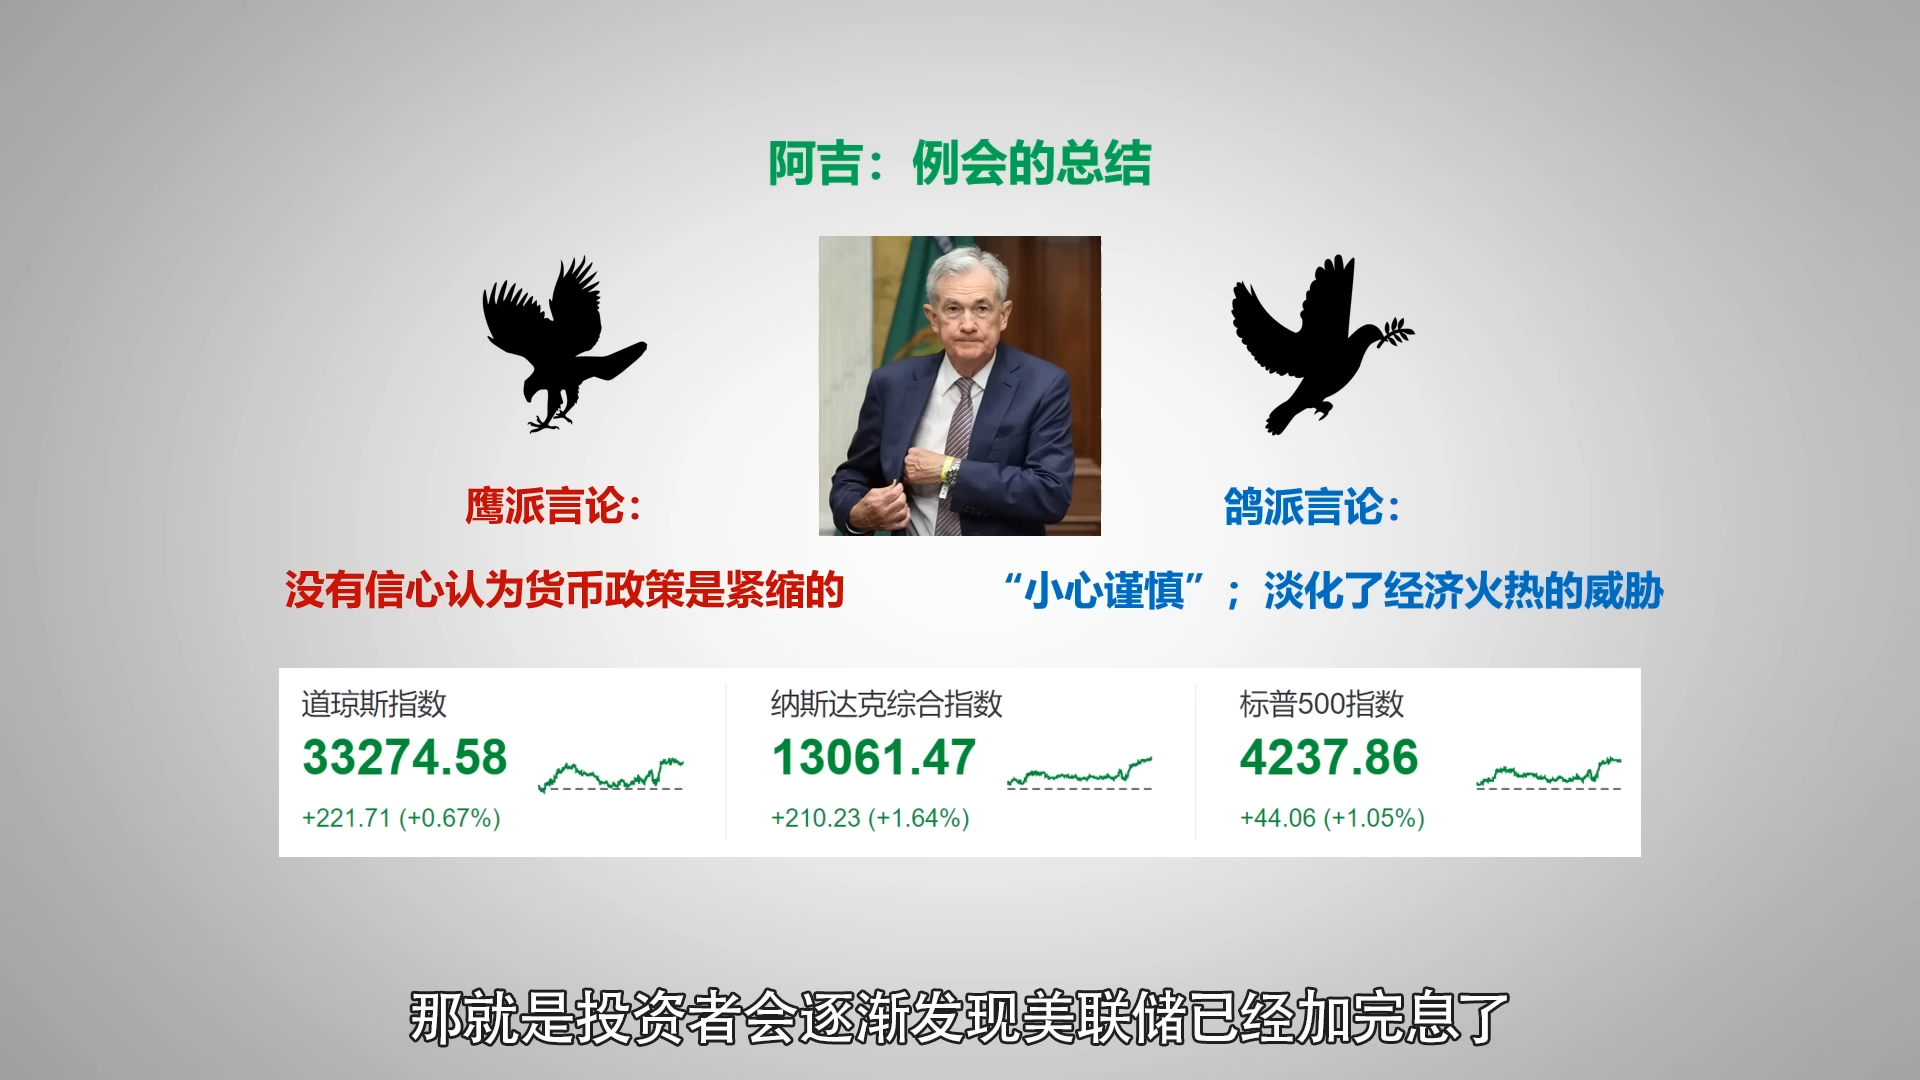 阿吉：例会的总结
鹰派言论：
没有信心认为货币政策是紧缩的
鸽派言论：
“小心谨慎”；淡化了经济火热的威胁
道琼斯指数
33274.58
+221.71 (+0.67%)
纳斯达克综合指数
13061.47
+210.23 (+1.64%)
标普500指数
4237.86
+44.06 (+1.05%)
那就是投资者会逐渐发现美联储已经加完息了